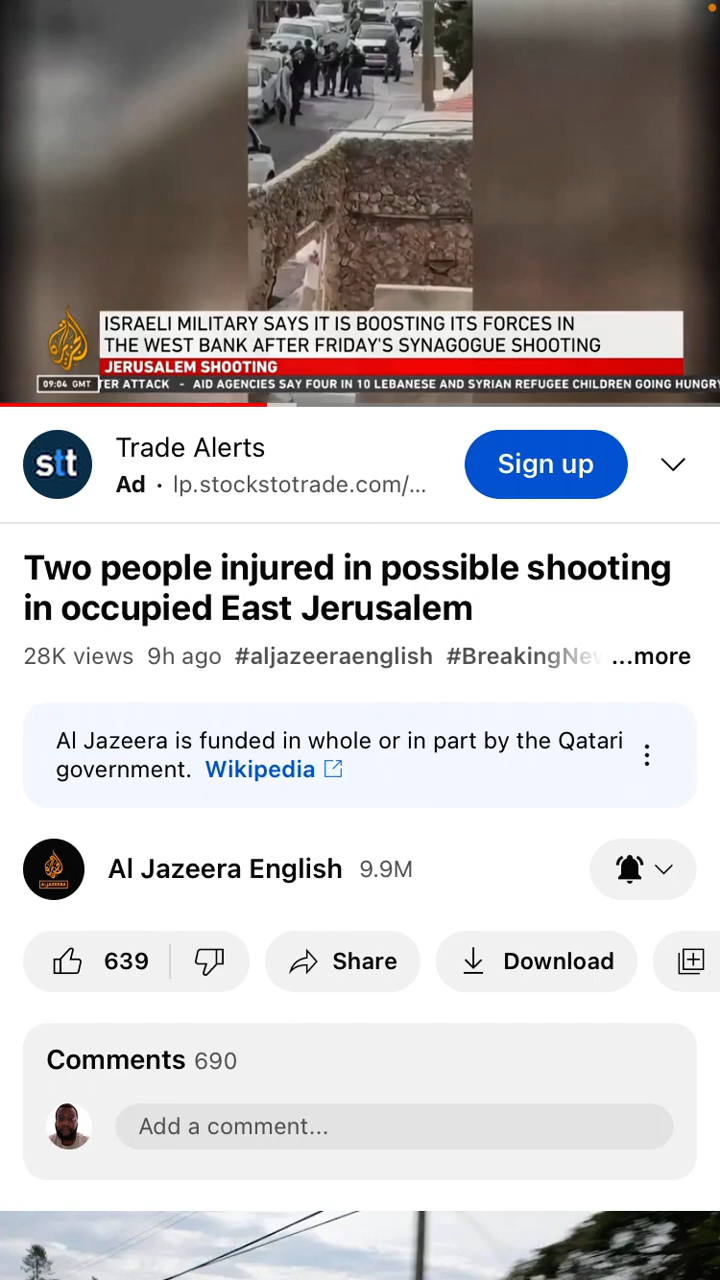 ISRAELI MILITARY SAYS IT IS BOOSTING ITS FORCES IN
THE WEST BANK AFTER FRIDAY'S SYNAGOGUE SHOOTING
JERUSALEM SHOOTING
09:04 GMT TER ATTACK - AID AGENCIES SAY FOUR IN 10 LEBANESE AND SYRIAN REFUGEE CHILDREN GOING HUNGRY
stt
Trade Alerts
Ad · lp.stockstotrade.com/...
Sign up
Two people injured in possible shooting
in occupied East Jerusalem
28K views 9h ago #aljazeeraenglish #BreakingNev ...more
Al Jazeera is funded in whole or in part by the Qatari
government. Wikipedia
ALJAZEERA
Al Jazeera English 9.9M
639 Share Download
Comments 690
Add a comment...